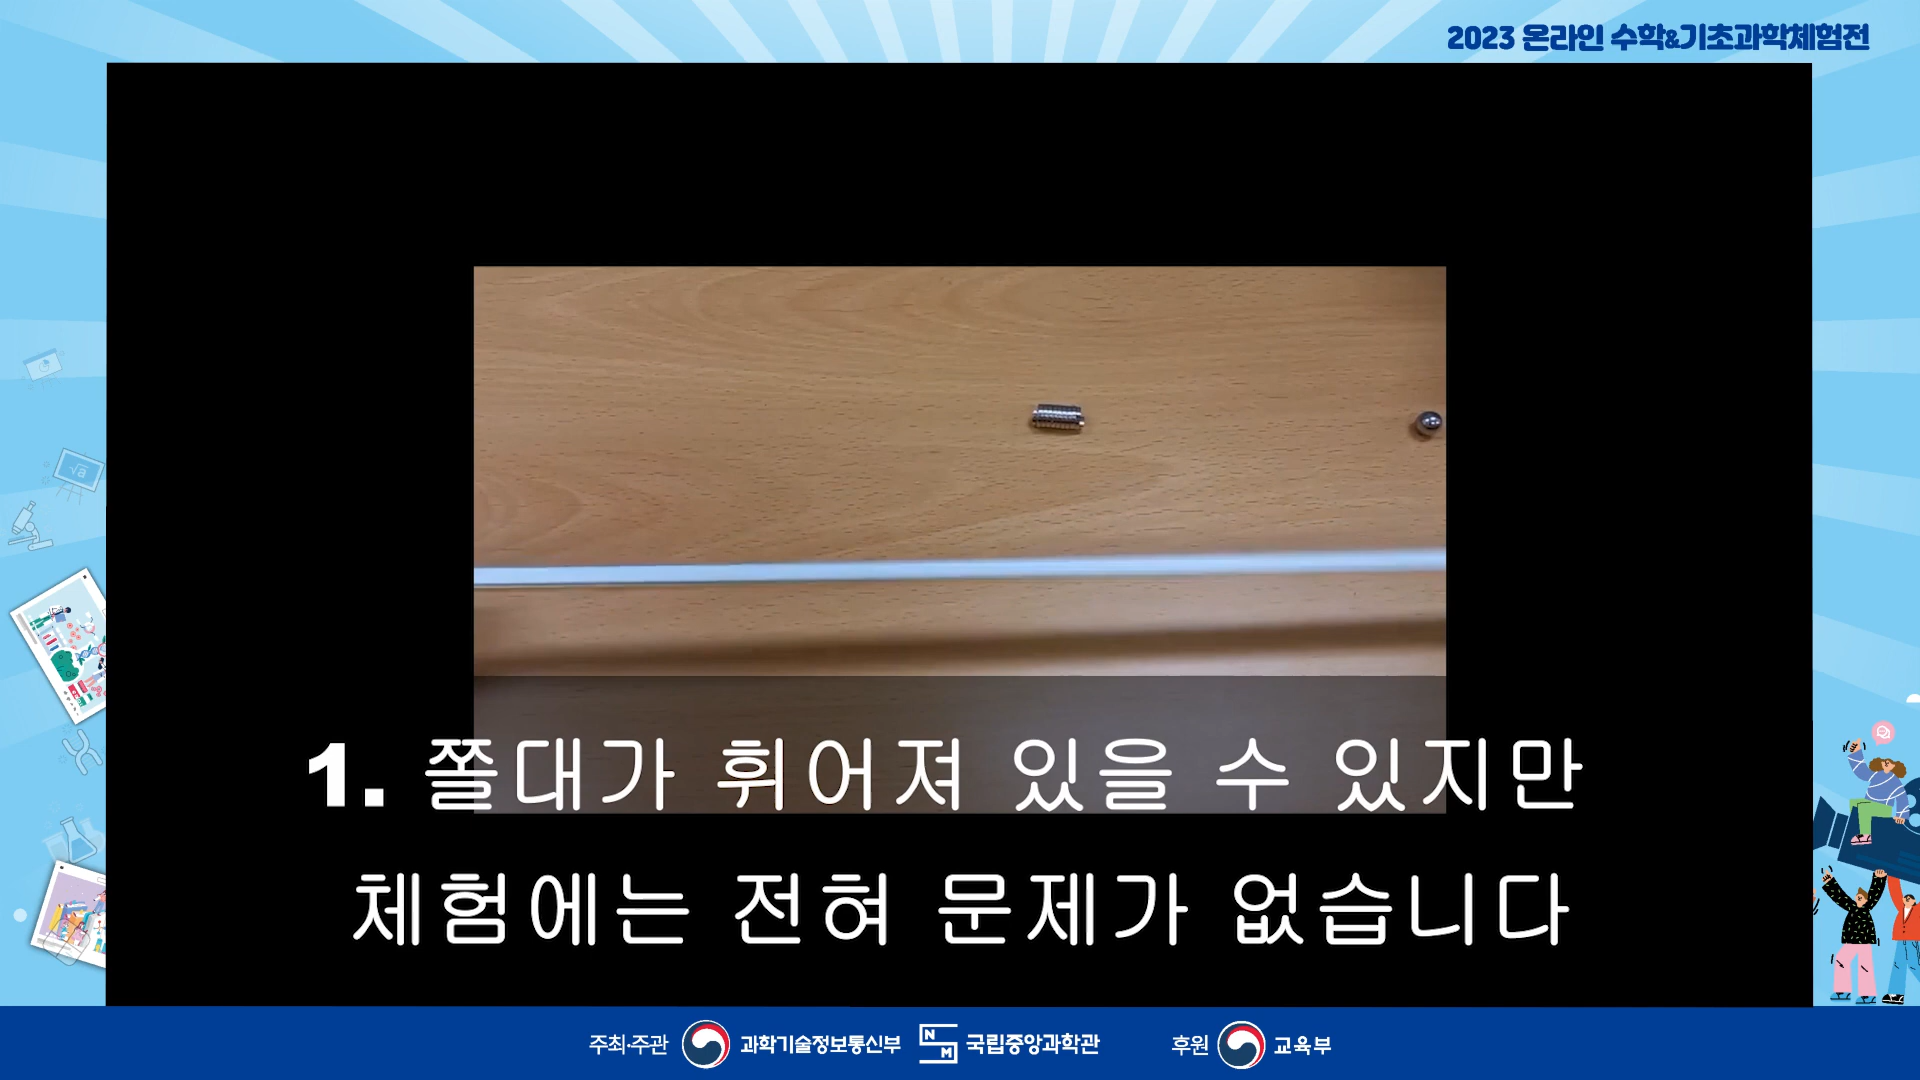 2023 온라인 수학&기초과학체험전
1. 쫄대가 휘어져 있을 수 있지만
체험에는 전혀 문제가 없습니다
주최·주관 과학기술정보통신부 NSM 국립중앙과학관 후원 교육부